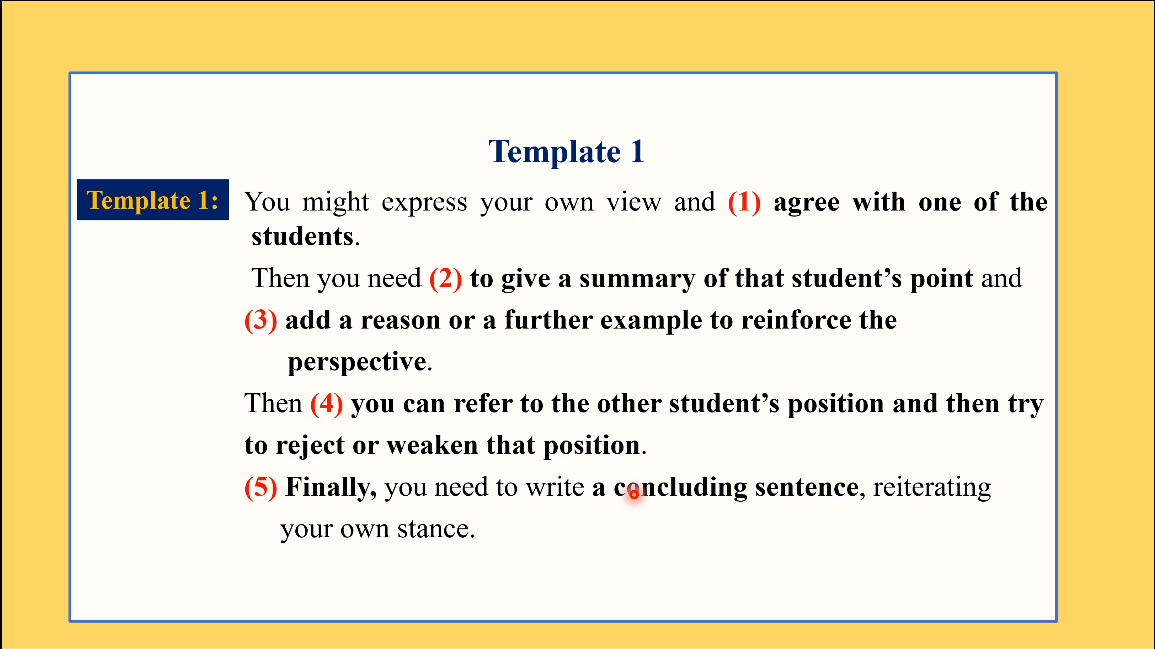 Template 1
Template 1: You might express your own view and (1) agree with one of the
students.
Then you need (2) to give a summary of that student’s point and
(3) add a reason or a further example to reinforce the
perspective.
Then (4) you can refer to the other student’s position and then try
to reject or weaken that position.
(5) Finally, you need to write a concluding sentence, reiterating
your own stance.